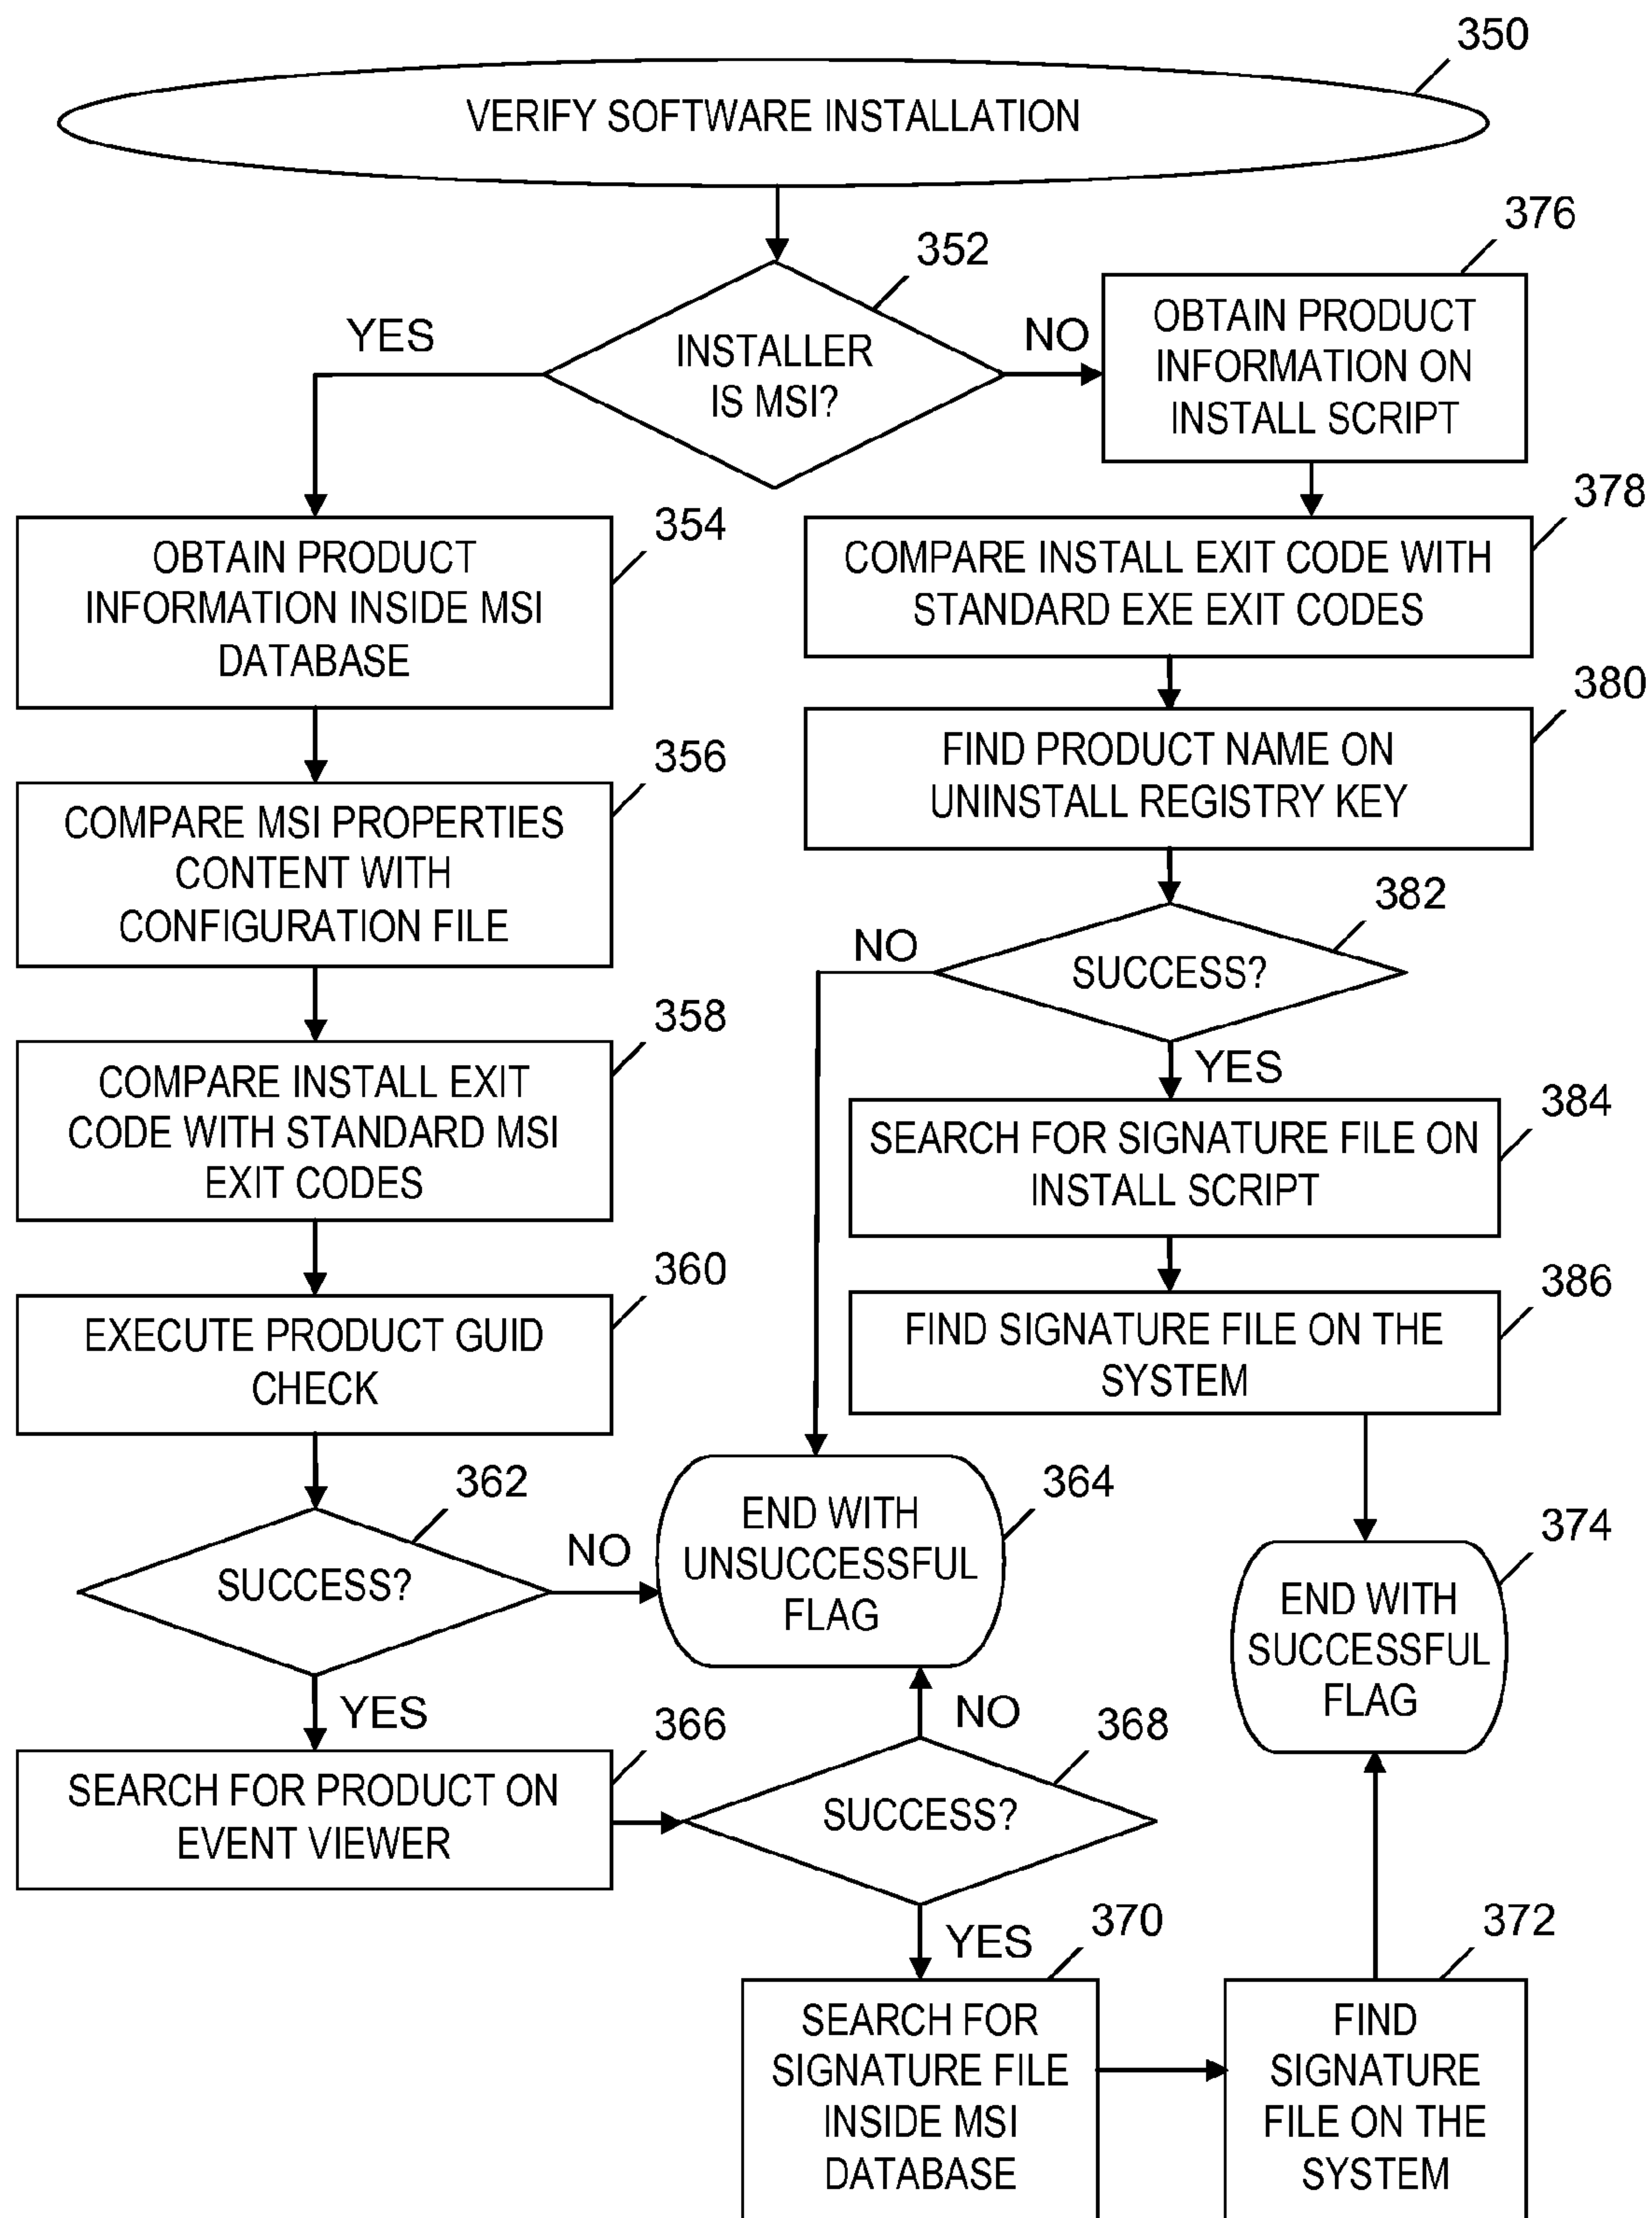 350
VERIFY SOFTWARE INSTALLATION
352
INSTALLER
IS MSI?
YES
NO
376
OBTAIN PRODUCT
INFORMATION ON
INSTALL SCRIPT
354
OBTAIN PRODUCT
INFORMATION INSIDE MSI
DATABASE
378
COMPARE INSTALL EXIT CODE WITH
STANDARD EXE EXIT CODES
356
COMPARE MSI PROPERTIES
CONTENT WITH
CONFIGURATION FILE
380
FIND PRODUCT NAME ON
UNINSTALL REGISTRY KEY
382
SUCCESS?
NO
YES
358
COMPARE INSTALL EXIT
CODE WITH STANDARD MSI
EXIT CODES
384
SEARCH FOR SIGNATURE FILE ON
INSTALL SCRIPT
360
EXECUTE PRODUCT GUID
CHECK
386
FIND SIGNATURE FILE ON THE
SYSTEM
362
SUCCESS?
NO
YES
364
END WITH
UNSUCCESSFUL
FLAG
374
END WITH
SUCCESSFUL
FLAG
366
SEARCH FOR PRODUCT ON
EVENT VIEWER
368
SUCCESS?
NO
YES
370
SEARCH FOR
SIGNATURE FILE
INSIDE MSI
DATABASE
372
FIND
SIGNATURE
FILE ON THE
SYSTEM